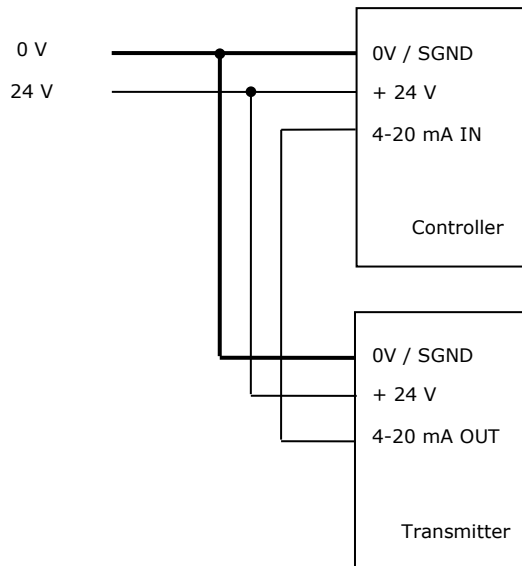 0 V
0V / SGND
24 V
+ 24 V
4-20 mA IN
Controller
0V / SGND
+ 24 V
4-20 mA OUT
Transmitter